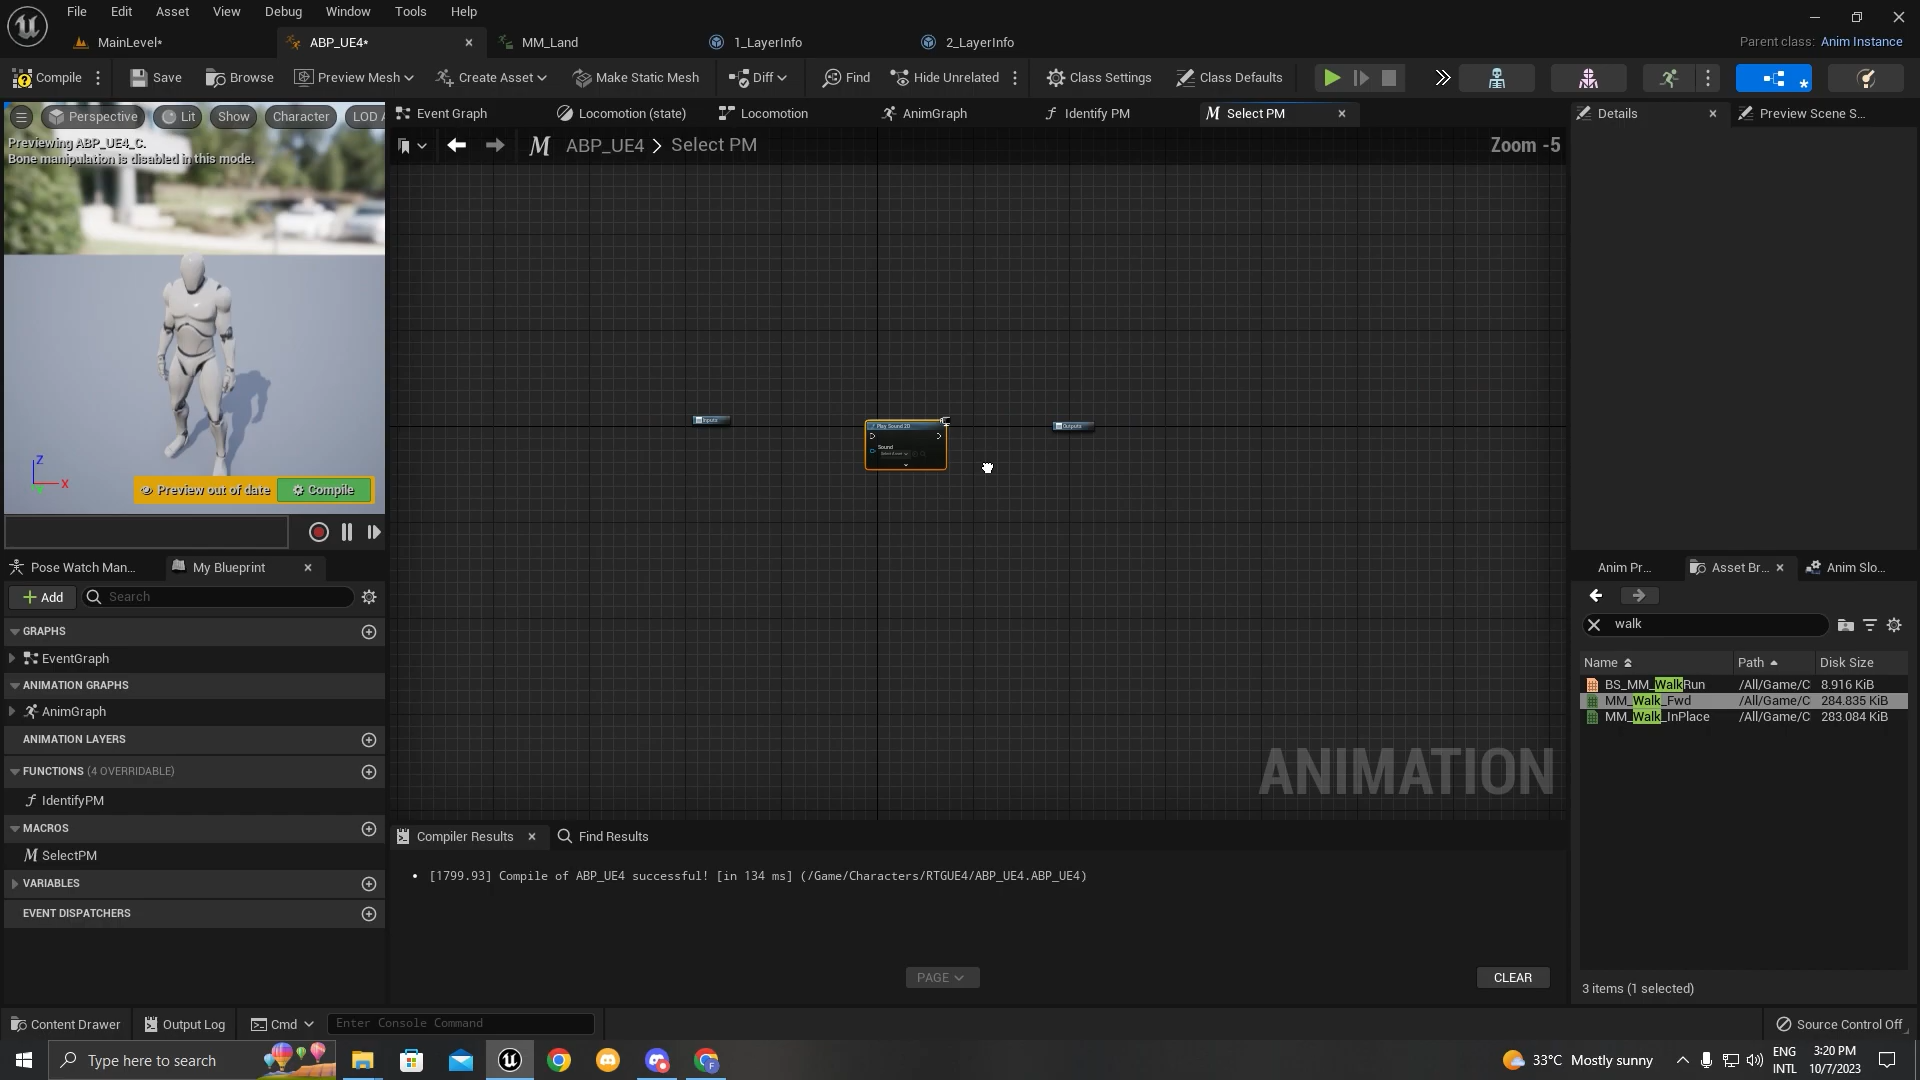 File Edit Asset View Debug Window Tools Help
MainLevel* ABP_UE4* MM_Land 1_LayerInfo 2_LayerInfo
Parent class: Anim Instance
Compile Save Browse Preview Mesh Create Asset Make Static Mesh Diff Find Hide Unrelated Class Settings Class Defaults
Perspective Lit Show Character LOD A
Previewing ABP_UE4_C.
Bone manipulation is disabled in this mode.
Z
X
Preview out of date Compile
Event Graph Locomotion (state) Locomotion AnimGraph Identify PM Select PM
ABP_UE4 > Select PM
Zoom -5
Inputs
Play Sound 2D
Sound
Select Asset
Outputs
ANIMATION
Details Preview Scene S...
Pose Watch Man... My Blueprint
Add Search
GRAPHS
EventGraph
ANIMATION GRAPHS
AnimGraph
ANIMATION LAYERS
FUNCTIONS (4 OVERRIDABLE)
IdentifyPM
MACROS
SelectPM
VARIABLES
EVENT DISPATCHERS
Compiler Results Find Results
• [1799.93] Compile of ABP_UE4 successful! [in 134 ms] (/Game/Characters/RTGUE4/ABP_UE4.ABP_UE4)
PAGE CLEAR
Anim Pr... Asset Br... Anim Slo...
walk
Name Path Disk Size
BS_MM_WalkRun /All/Game/C 8.916 KiB
MM_Walk_Fwd /All/Game/C 284.835 KiB
MM_Walk_InPlace /All/Game/C 283.084 KiB
3 items (1 selected)
Content Drawer Output Log Cmd Enter Console Command Source Control Off
Type here to search
33°C Mostly sunny
ENG
INTL
3:20 PM
10/7/2023